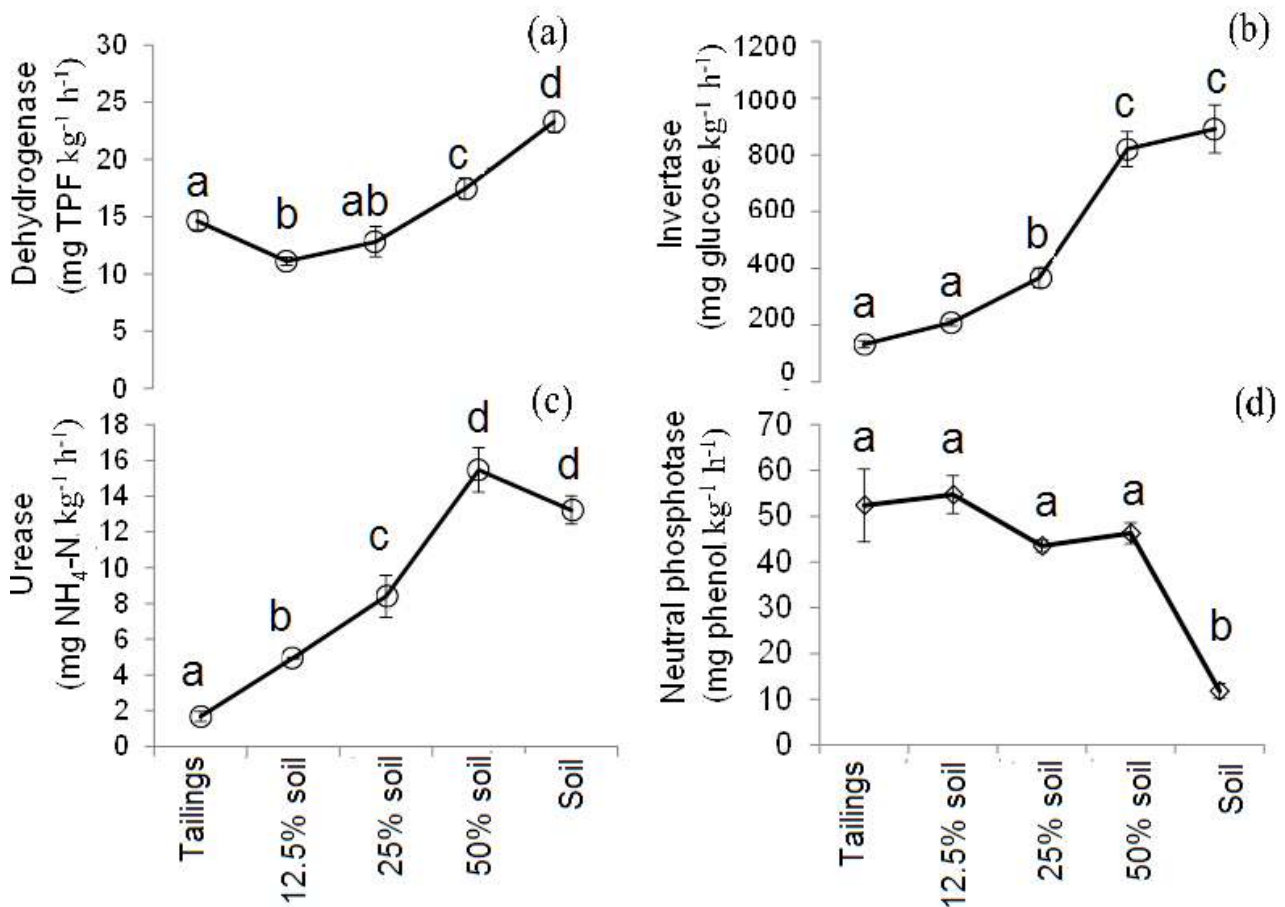 (a)
Dehydrogenase
(mg TPF kg⁻¹ h⁻¹)
30
25
20
15
10
5
0
a
b
ab
c
d
(b)
Invertase
(mg glucose kg⁻¹ h⁻¹)
1200
1000
800
600
400
200
0
a
a
b
c
c
(c)
Urease
(mg NH₄-N kg⁻¹ h⁻¹)
18
16
14
12
10
8
6
4
2
0
a
b
c
d
d
Tailings
12.5% soil
25% soil
50% soil
Soil
(d)
Neutral phosphotase
(mg phenol kg⁻¹ h⁻¹)
70
60
50
40
30
20
10
0
a
a
a
a
b
Tailings
12.5% soil
25% soil
50% soil
Soil